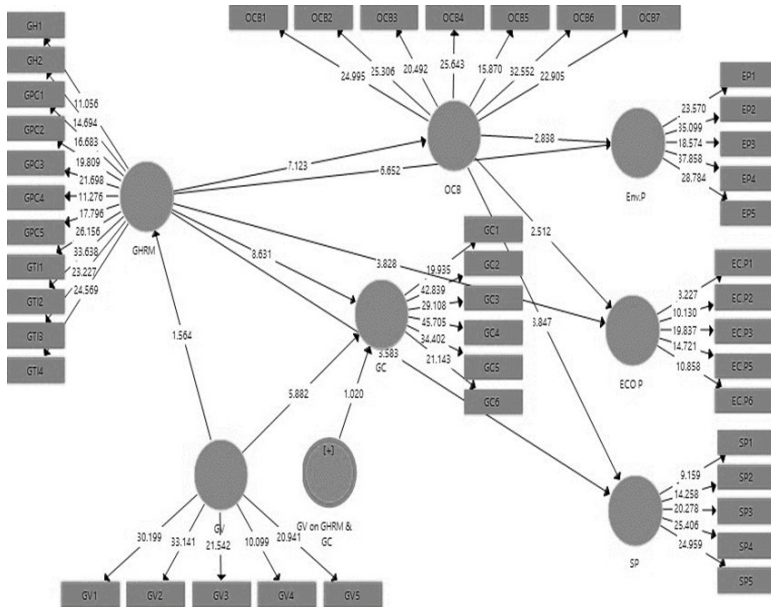 GH1
GH2
GPC1
GPC2
GPC3
GPC4
GPC5
GTI1
GTI2
GTI3
GTI4
11.056
14.694
16.683
19.809
21.698
11.276
17.796
26.156
33.638
23.227
24.569
GHRM
OCB1
OCB2
OCB3
OCB4
OCB5
OCB6
OCB7
24.995
25.306
20.492
25.643
15.870
32.552
22.905
OCB
7.123
6.652
2.838
8.631
3.828
3.583
2.512
3.847
1.564
5.882
1.020
EP1
EP2
EP3
EP4
EP5
23.570
35.099
18.574
37.858
28.784
Env.P
GC1
GC2
GC3
GC4
GC5
GC6
19.935
42.839
29.108
45.705
34.402
21.143
GC
EC.P1
EC.P2
EC.P3
EC.P5
EC.P6
3.227
10.130
19.837
14.721
10.858
ECO P
SP1
SP2
SP3
SP4
SP5
9.159
14.258
20.278
25.406
24.959
SP
[+]
GV on GHRM &
GC
GV
30.199
33.141
21.542
10.099
20.941
GV1
GV2
GV3
GV4
GV5